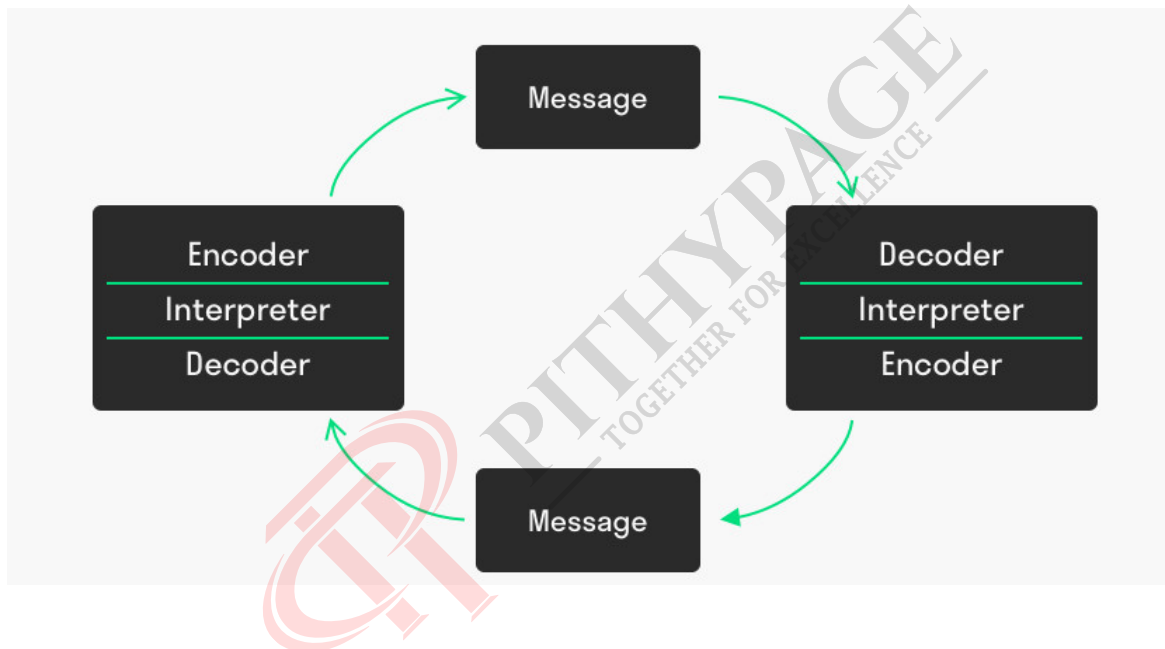 Message
Encoder
Interpreter
Decoder
Decoder
Interpreter
Encoder
Message
PITHYPAGE
TOGETHER FOR EXCELLENCE